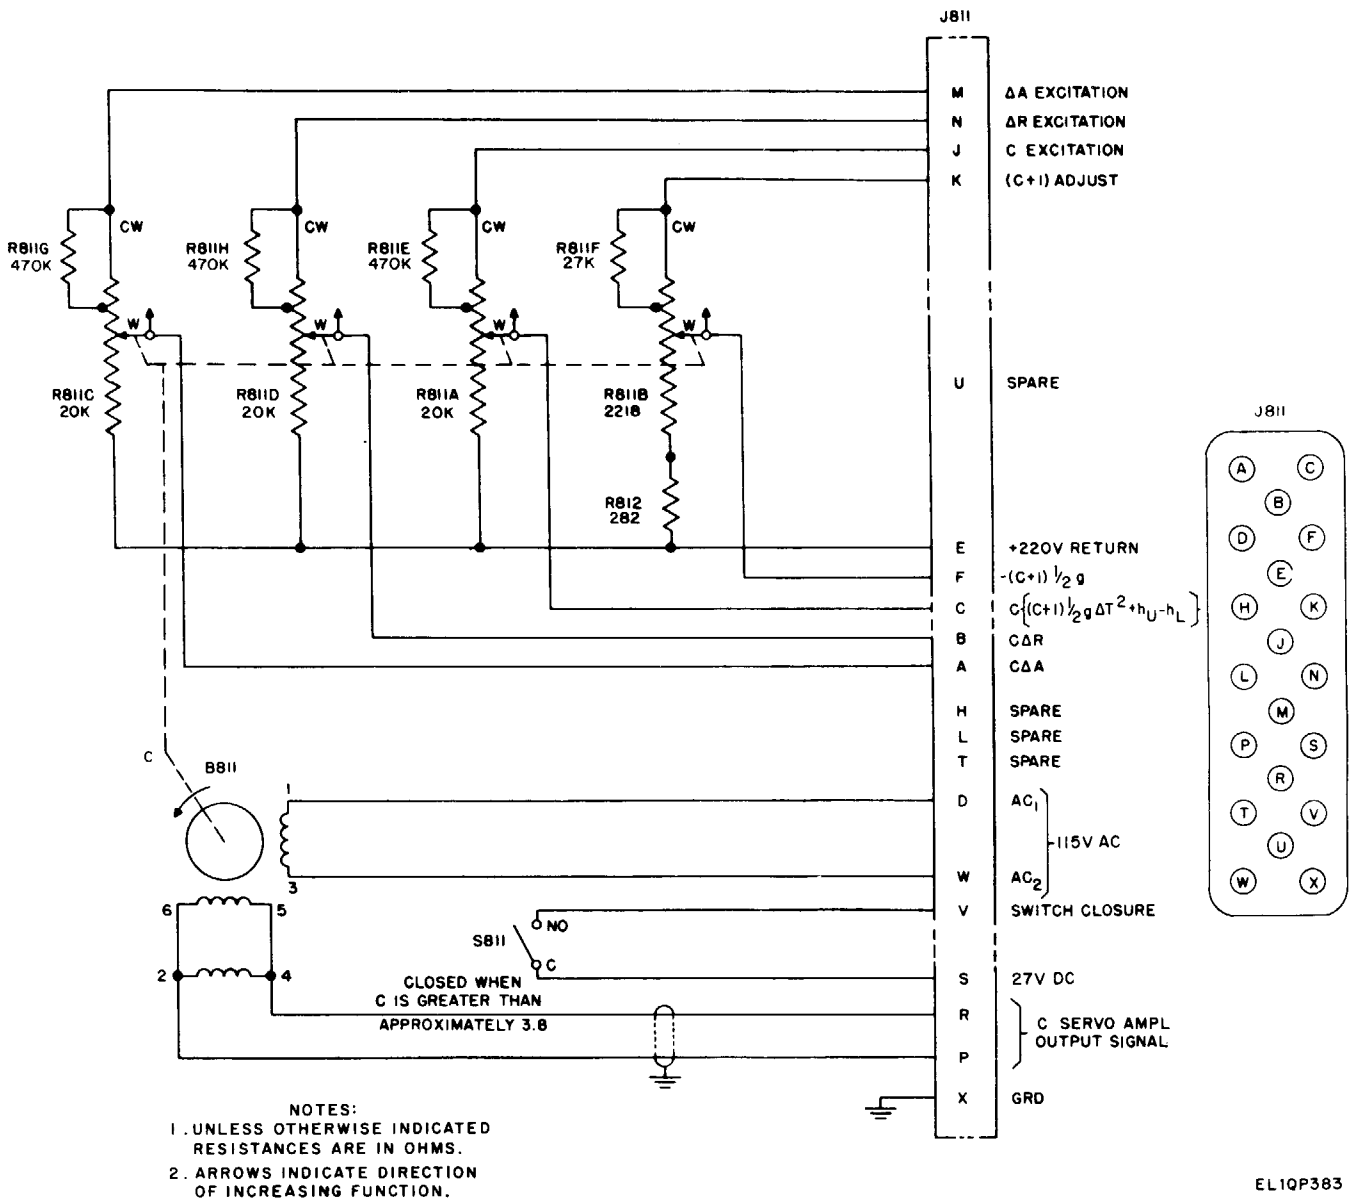 J811
M ΔA EXCITATION
N ΔR EXCITATION
J C EXCITATION
K (C+1) ADJUST
CW CW CW CW
R811G
470K
R811H
470K
R811E
470K
R811F
27K
W W W W
R811C
20K
R811D
20K
R811A
20K
R811B
2218
U SPARE
R812
282
E +220V RETURN
F -(C+1) 1/2 g
C C{(C+1) 1/2 g ΔT² + hU - hL}
B CΔR
A CΔA
H SPARE
L SPARE
T SPARE
C
B811
1
3
D AC1
115V AC
W AC2
6 5
2 4
V SWITCH CLOSURE
NO
S811
C
CLOSED WHEN
C IS GREATER THAN
APPROXIMATELY 3.8
S 27V DC
R
C SERVO AMPL
OUTPUT SIGNAL
P
X GRD
J811
A C
B
D F
E
H K
J
L N
M
P S
R
T V
U
W X
NOTES:
1. UNLESS OTHERWISE INDICATED
RESISTANCES ARE IN OHMS.
2. ARROWS INDICATE DIRECTION
OF INCREASING FUNCTION.
EL1QP383